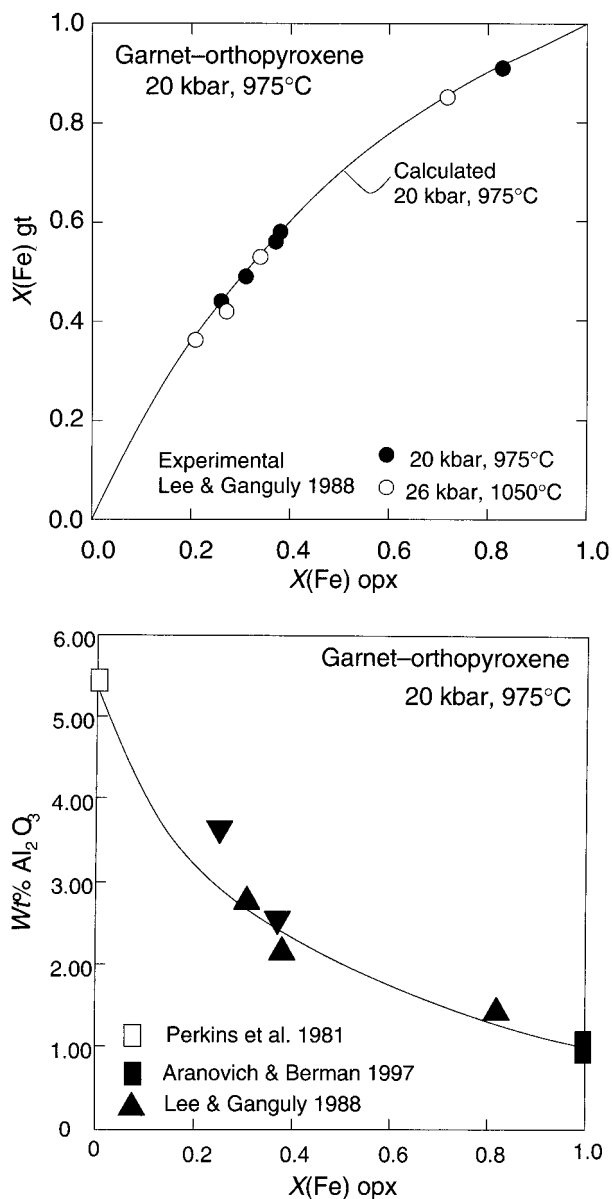 1.0
Garnet–orthopyroxene
20 kbar, 975°C
0.8
Calculated
20 kbar, 975°C
0.6
X(Fe) gt
0.4
0.2
Experimental
Lee & Ganguly 1988
20 kbar, 975°C
26 kbar, 1050°C
0.0
0.0 0.2 0.4 0.6 0.8 1.0
X(Fe) opx
6.00
Garnet–orthopyroxene
20 kbar, 975°C
5.00
4.00
Wt% Al2O3
3.00
2.00
Perkins et al. 1981
1.00
Aranovich & Berman 1997
Lee & Ganguly 1988
0
0 0.2 0.4 0.6 0.8 1.0
X(Fe) opx